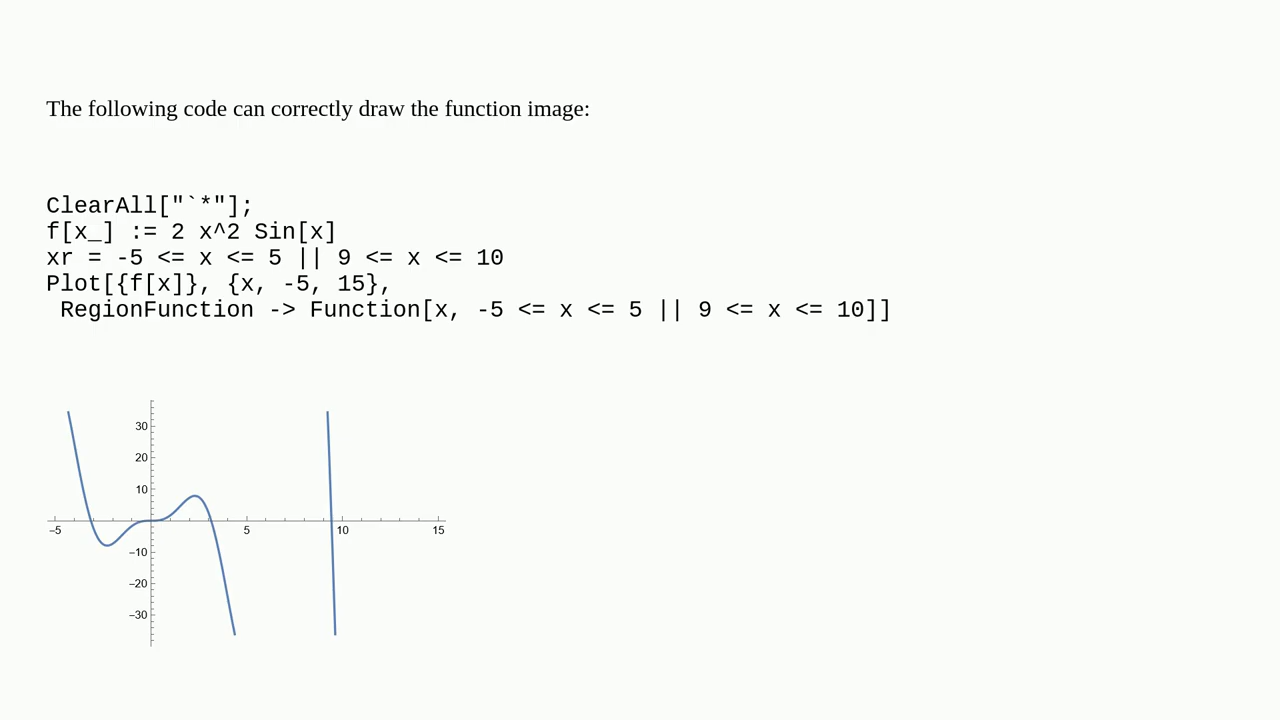 The following code can correctly draw the function image:
ClearAll["`*"];
f[x_] := 2 x^2 Sin[x]
xr = -5 <= x <= 5 || 9 <= x <= 10
Plot[{f[x]}, {x, -5, 15},
RegionFunction -> Function[x, -5 <= x <= 5 || 9 <= x <= 10]]
30
20
10
−5 5 10 15
−10
−20
−30